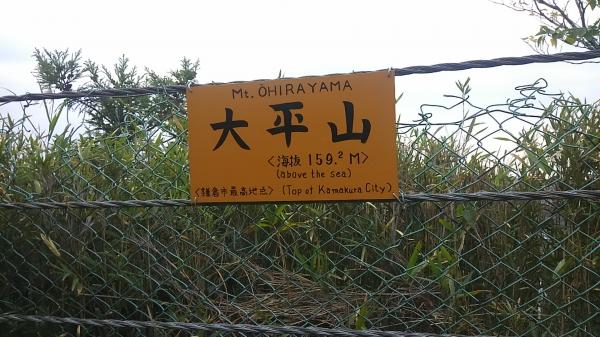 Mt. ŌHIRAYAMA
大平山
<海抜 159.² M>
(above the sea)
<鎌倉市最高地点> (Top of Kamakura City)